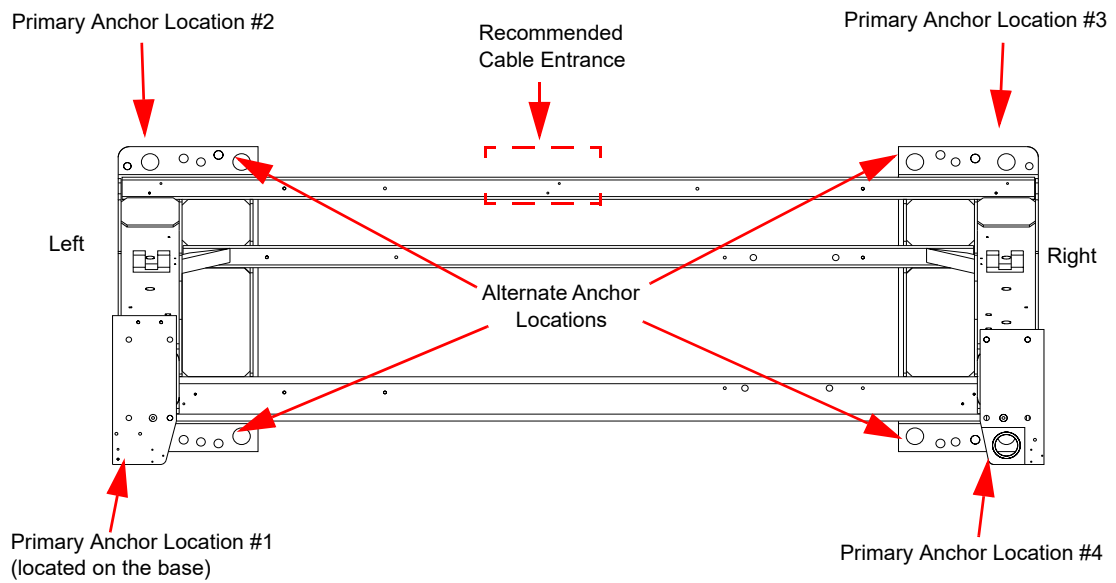 Primary Anchor Location #2
Primary Anchor Location #3
Recommended
Cable Entrance
Left
Right
Alternate Anchor
Locations
Primary Anchor Location #1
(located on the base)
Primary Anchor Location #4